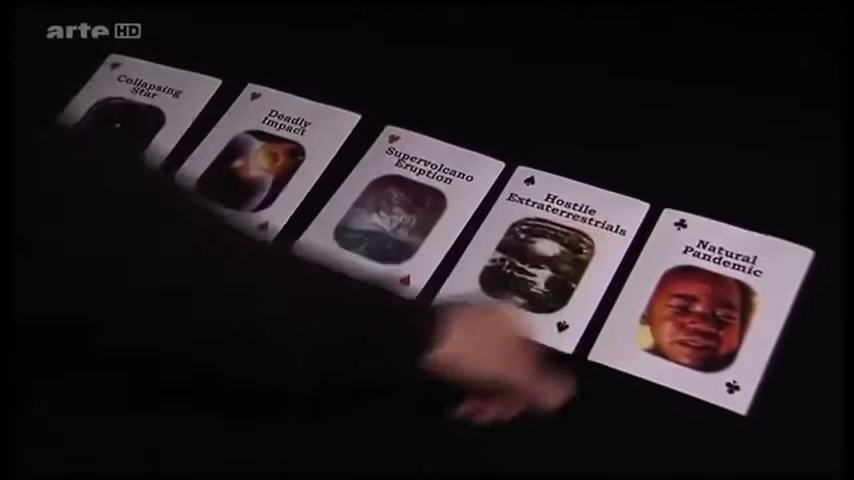 arte HD
Collapsing
Star
Deadly
Impact
Supervolcano
Eruption
Hostile
Extraterrestrials
Natural
Pandemic